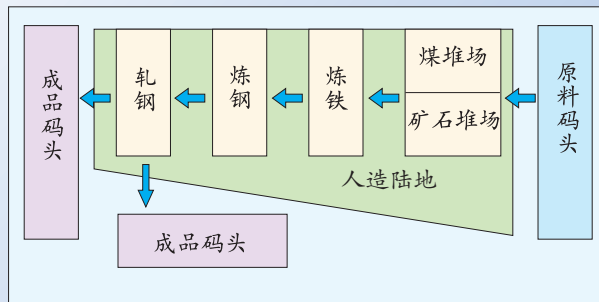 成品码头
轧钢
炼钢
炼铁
煤堆场
矿石堆场
原料码头
人造陆地
成品码头